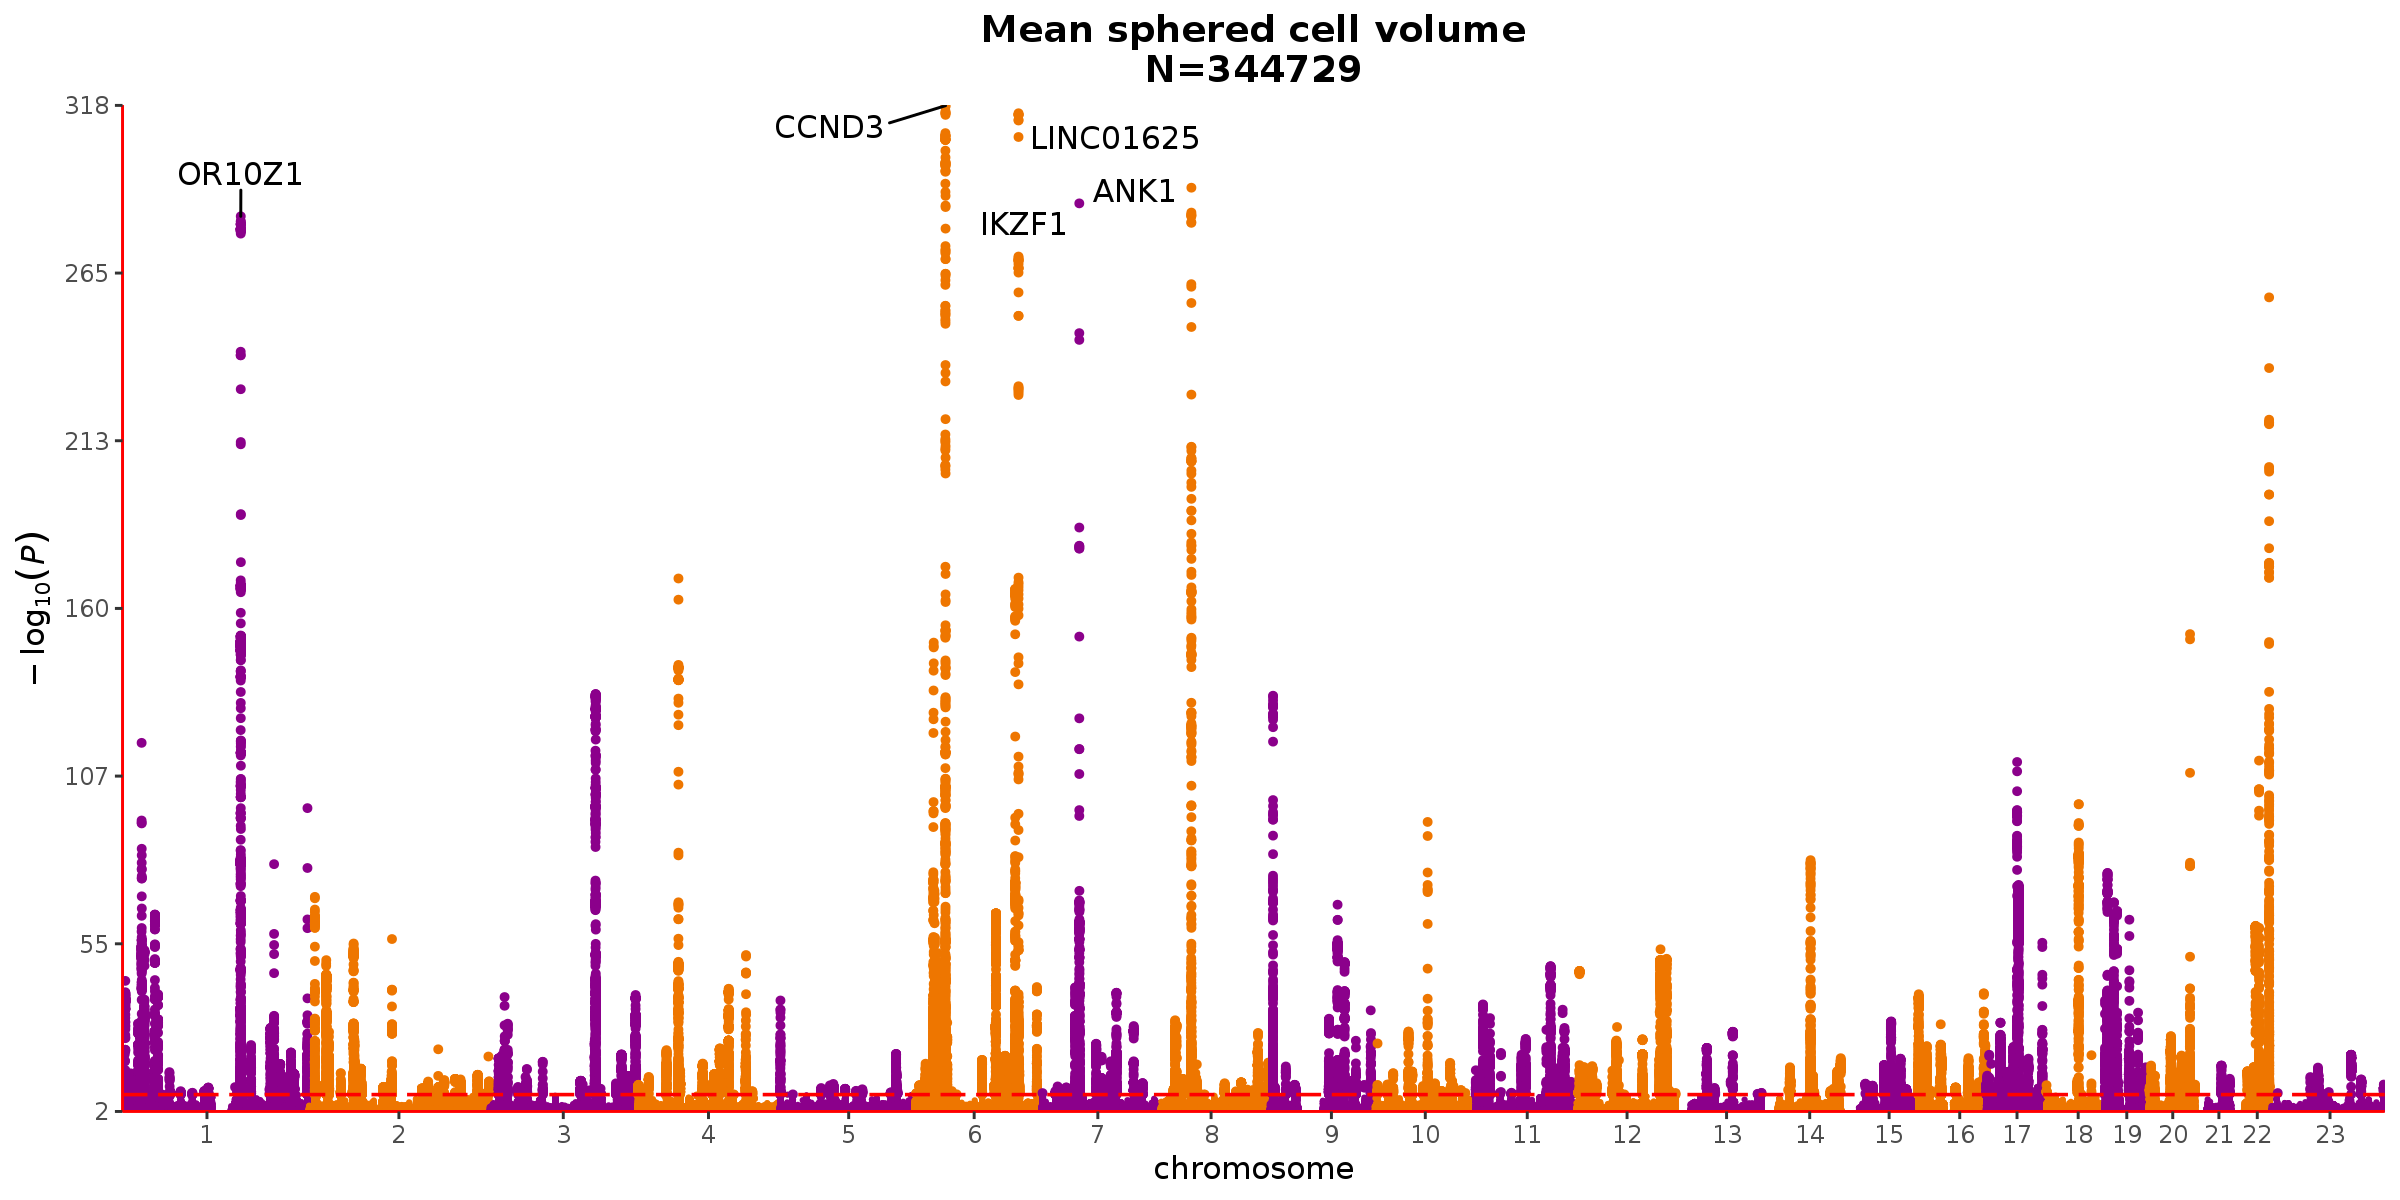 Mean sphered cell volume
N=344729
318
265
213
160
107
55
2
−log10(P)
CCND3
LINC01625
OR10Z1
ANK1
IKZF1
1 2 3 4 5 6 7 8 9 10 11 12 13 14 15 16 17 18 19 20 21 22 23
chromosome